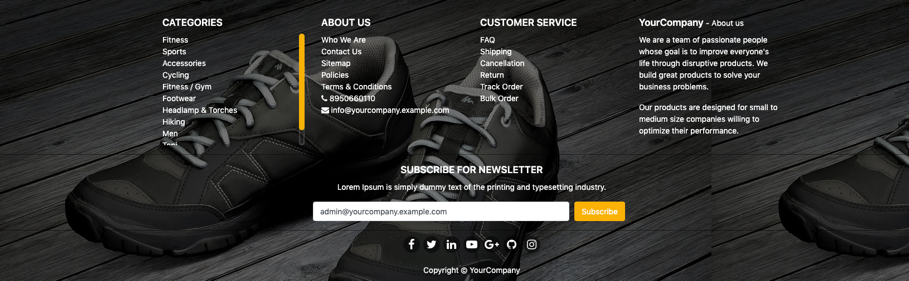 CATEGORIES
Fitness
Sports
Accessories
Cycling
Fitness / Gym
Footwear
Headlamp & Torches
Hiking
Men
ABOUT US
Who We Are
Contact Us
Sitemap
Policies
Terms & Conditions
8950660110
info@yourcompany.example.com
CUSTOMER SERVICE
FAQ
Shipping
Cancellation
Return
Track Order
Bulk Order
YourCompany - About us
We are a team of passionate people
whose goal is to improve everyone's
life through disruptive products. We
build great products to solve your
business problems.
Our products are designed for small to
medium size companies willing to
optimize their performance.
SUBSCRIBE FOR NEWSLETTER
Lorem Ipsum is simply dummy text of the printing and typesetting industry.
admin@yourcompany.example.com
Subscribe
Copyright © YourCompany